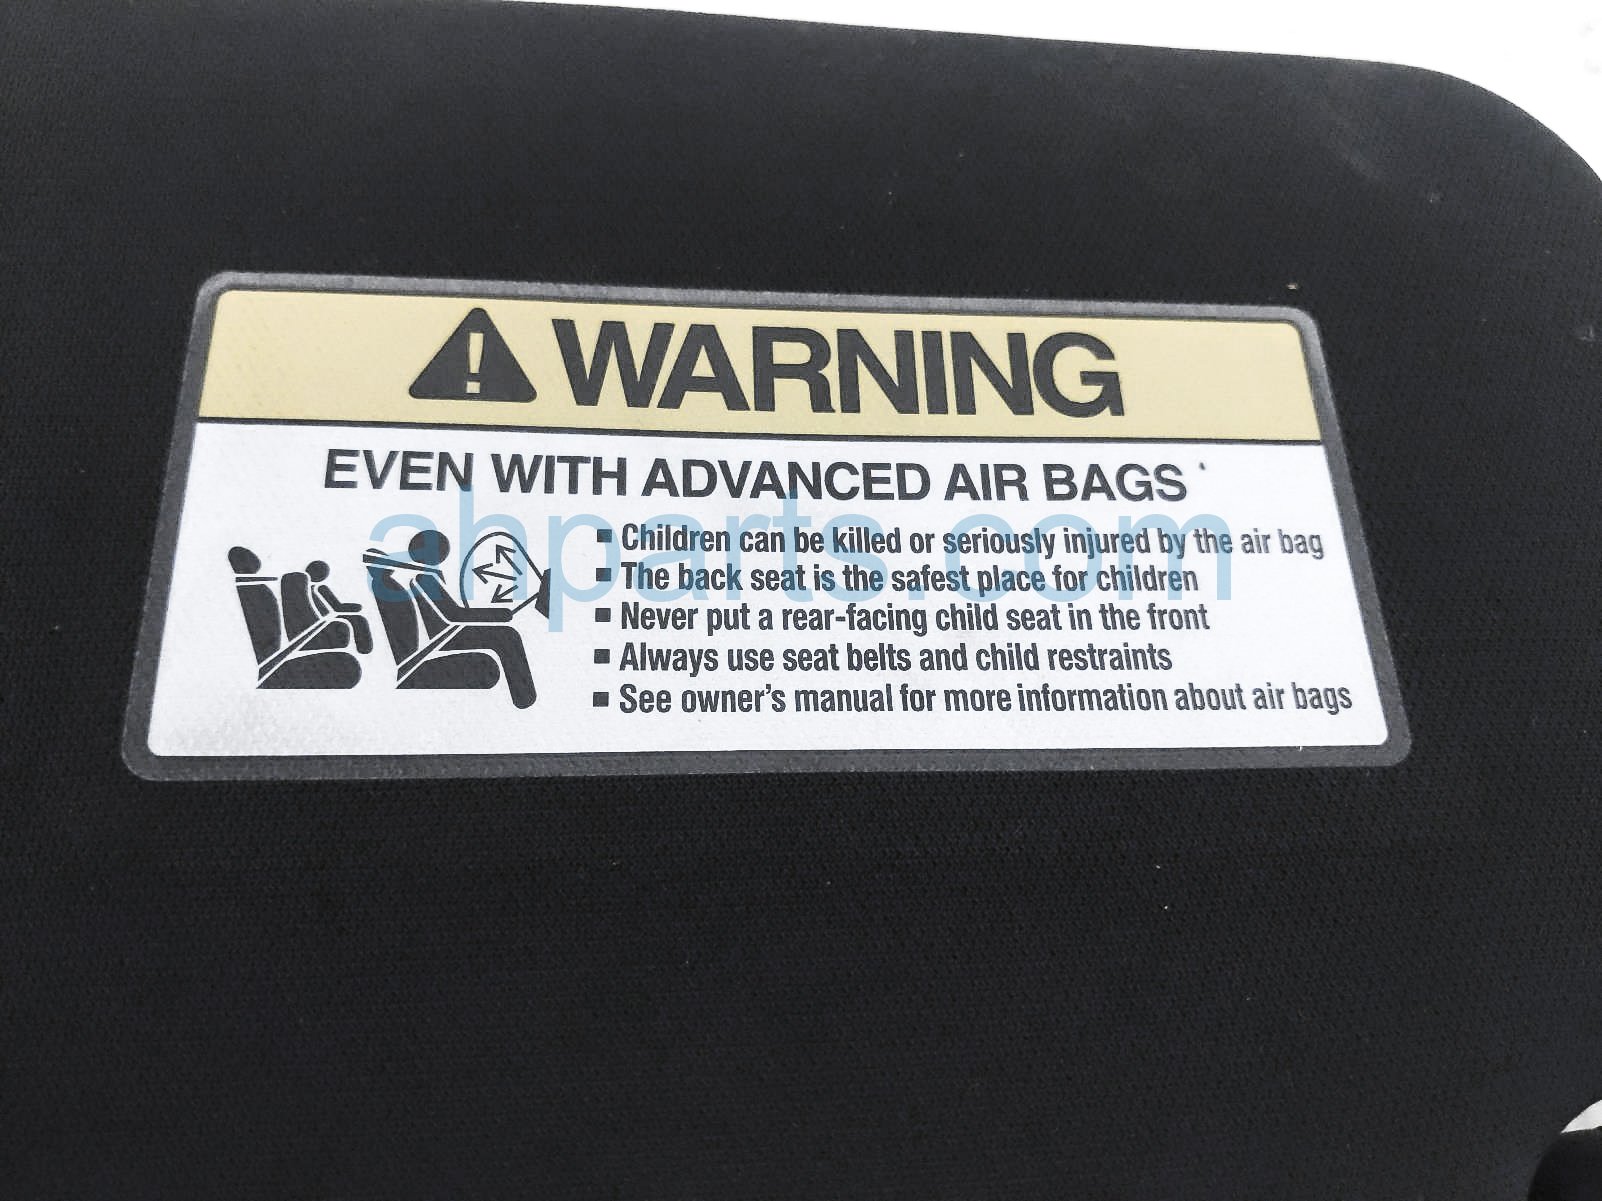 WARNING
EVEN WITH ADVANCED AIR BAGS
▪ Children can be killed or seriously injured by the air bag
▪ The back seat is the safest place for children
▪ Never put a rear-facing child seat in the front
▪ Always use seat belts and child restraints
▪ See owner's manual for more information about air bags
ahparts.com